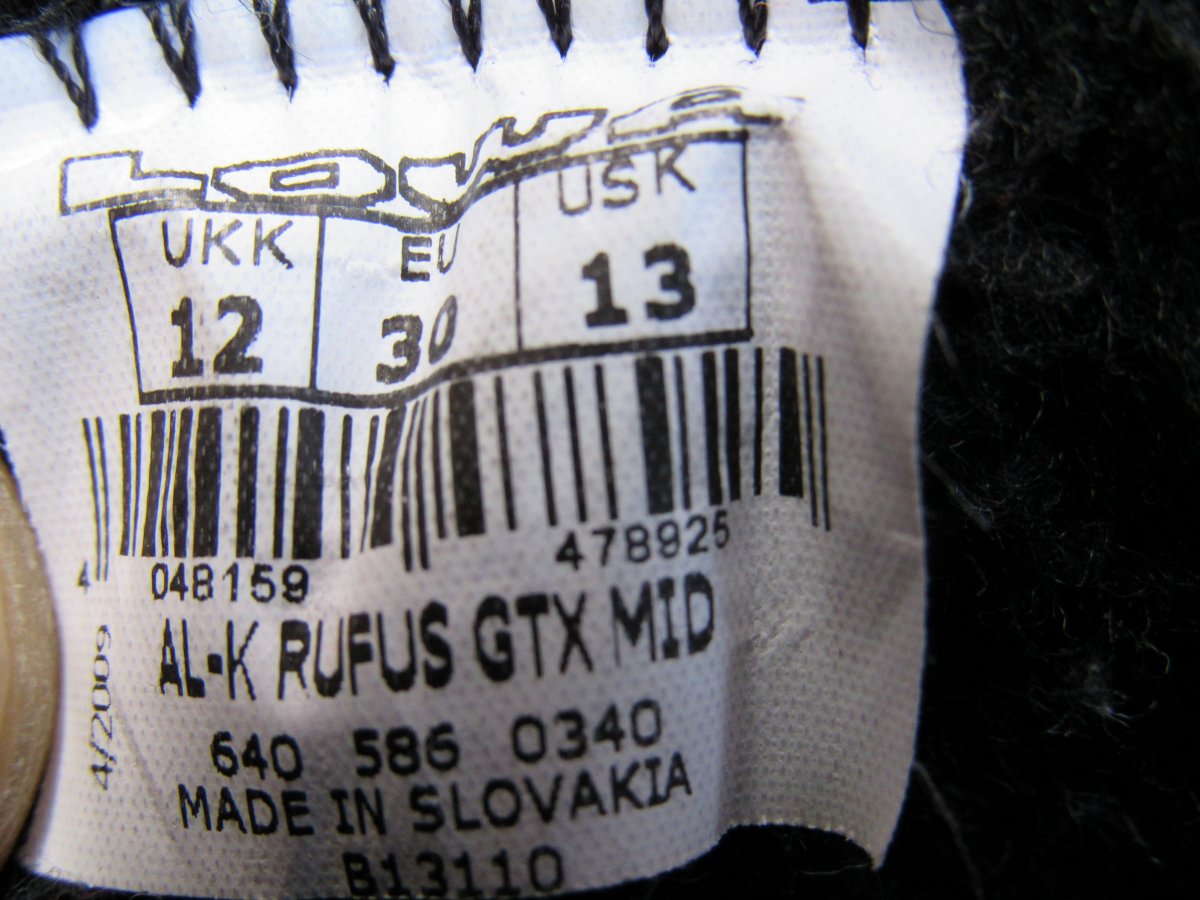 LOWA
UKK EU USK
12 30 13
4 048159 478925
AL-K RUFUS GTX MID
4/2009
640 586 0340
MADE IN SLOVAKIA
B13110